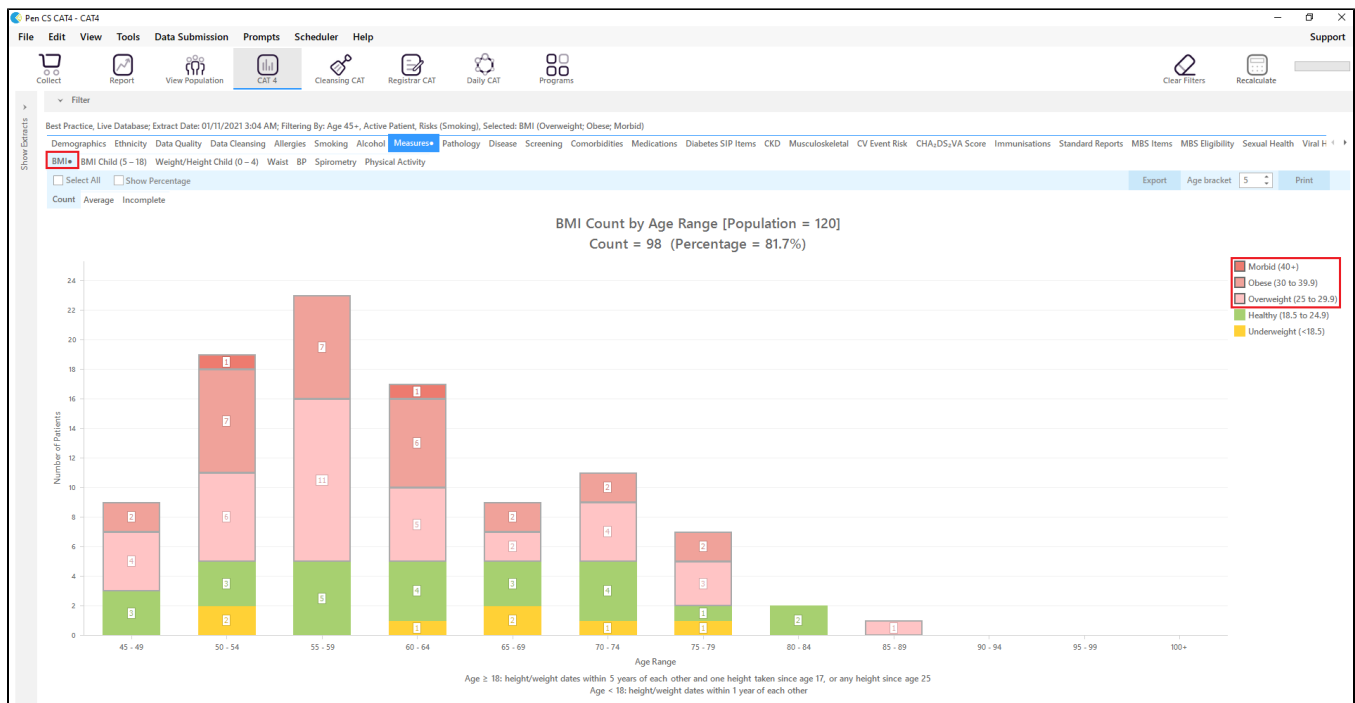 Pen CS CAT4 - CAT4
File Edit View Tools Data Submission Prompts Scheduler Help Support
Collect Report View Population CAT 4 Cleansing CAT Registrar CAT Daily CAT Programs Clear Filters Recalculate
Filter
Show Extracts
Best Practice, Live Database; Extract Date: 01/11/2021 3:04 AM; Filtering By: Age 45+, Active Patient, Risks (Smoking), Selected: BMI (Overweight; Obese; Morbid)
Demographics Ethnicity Data Quality Data Cleansing Allergies Smoking Alcohol Measures• Pathology Disease Screening Comorbidities Medications Diabetes SIP Items CKD Musculoskeletal CV Event Risk CHA₂DS₂VA Score Immunisations Standard Reports MBS Items MBS Eligibility Sexual Health Viral H
BMI• BMI Child (5 – 18) Weight/Height Child (0 – 4) Waist BP Spirometry Physical Activity
Select All Show Percentage Export Age bracket 5 Print
Count Average Incomplete
BMI Count by Age Range [Population = 120]
Count = 98 (Percentage = 81.7%)
Morbid (40+)
Obese (30 to 39.9)
Overweight (25 to 29.9)
Healthy (18.5 to 24.9)
Underweight (<18.5)
Number of Patients
24
22
20
18
16
14
12
10
8
6
4
2
0
2 4 3
1 7 6 3 2
7 11 5
1 6 5 4 1
2 2 3 2
2 4 4 1
2 3 1 1
2
1
45 - 49 50 - 54 55 - 59 60 - 64 65 - 69 70 - 74 75 - 79 80 - 84 85 - 89 90 - 94 95 - 99 100+
Age Range
Age ≥ 18: height/weight dates within 5 years of each other and one height taken since age 17, or any height since age 25
Age < 18: height/weight dates within 1 year of each other